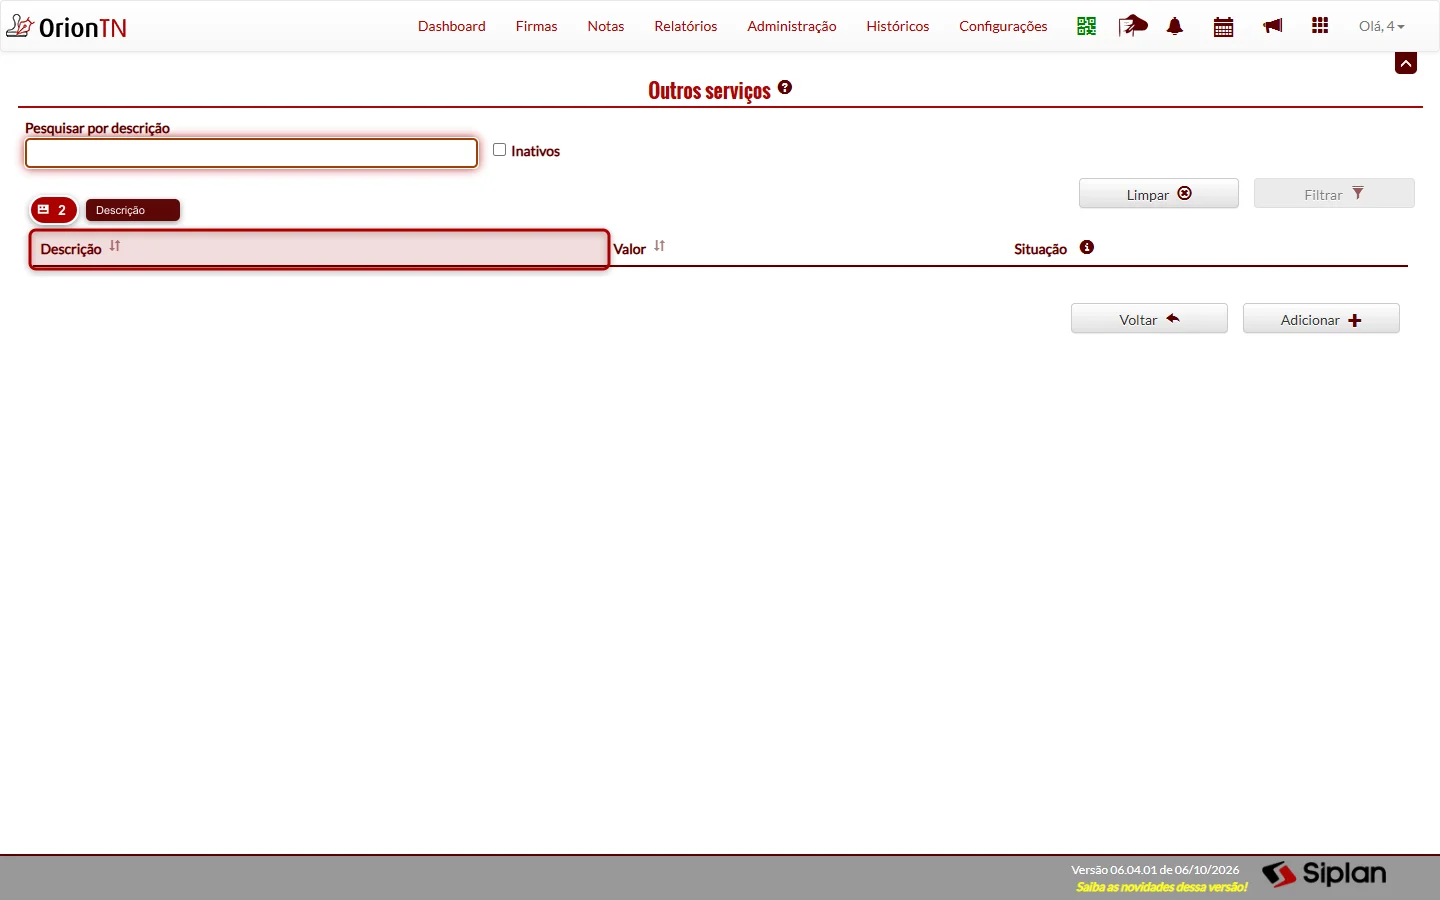 OrionTN
Dashboard Firmas Notas Relatórios Administração Históricos Configurações Olá, 4
Outros serviços
Pesquisar por descrição
Inativos
Limpar Filtrar
2 Descrição
Descrição Valor Situação
Voltar Adicionar
Versão 06.04.01 de 06/10/2026
Saiba as novidades dessa versão!
Siplan